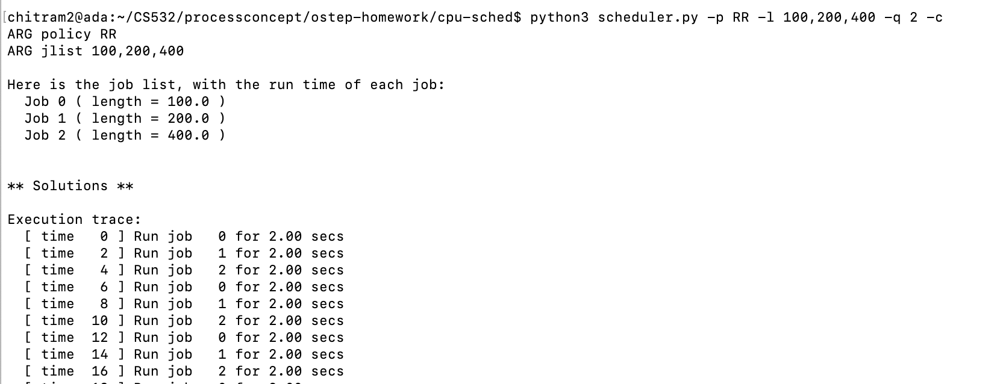 [chitram2@ada:~/CS532/processconcept/ostep-homework/cpu-sched$ python3 scheduler.py -p RR -l 100,200,400 -q 2 -c
ARG policy RR
ARG jlist 100,200,400
Here is the job list, with the run time of each job:
  Job 0 ( length = 100.0 )
  Job 1 ( length = 200.0 )
  Job 2 ( length = 400.0 )
** Solutions **
Execution trace:
  [ time   0 ] Run job   0 for 2.00 secs
  [ time   2 ] Run job   1 for 2.00 secs
  [ time   4 ] Run job   2 for 2.00 secs
  [ time   6 ] Run job   0 for 2.00 secs
  [ time   8 ] Run job   1 for 2.00 secs
  [ time  10 ] Run job   2 for 2.00 secs
  [ time  12 ] Run job   0 for 2.00 secs
  [ time  14 ] Run job   1 for 2.00 secs
  [ time  16 ] Run job   2 for 2.00 secs